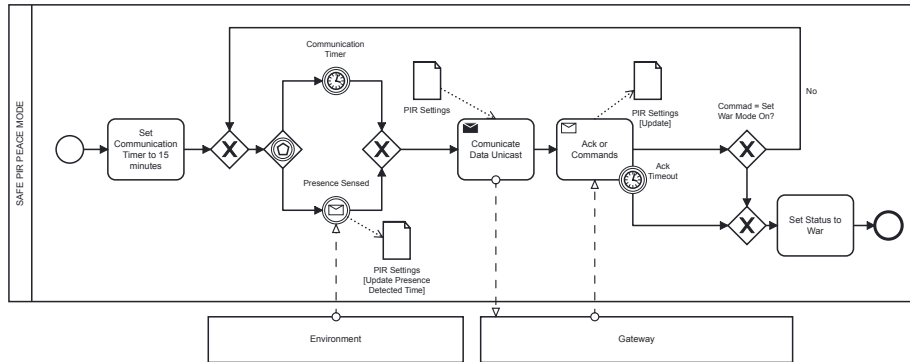 SAFE PIR PEACE MODE
Set
Communication
Timer to 15
minutes
Communication
Timer
Presence Sensed
PIR Settings
[Update Presence
Detected Time]
PIR Settings
Comunicate
Data Unicast
Ack or
Commands
PIR Settings
[Update]
Ack
Timeout
Commad = Set
War Mode On?
No
Set Status to
War
Environment
Gateway